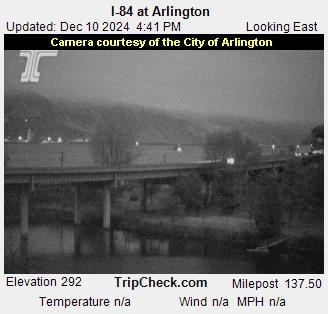 I-84 at Arlington
Updated: Dec 10 2024 4:41 PM Looking East
Camera courtesy of the City of Arlington
Elevation 292 TripCheck.com Milepost 137.50
Temperature n/a Wind n/a MPH n/a